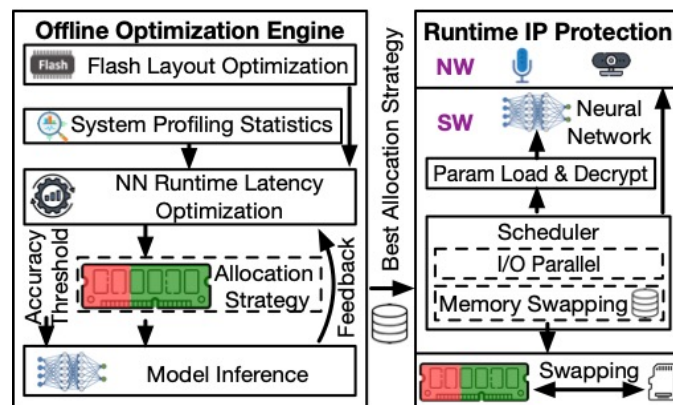 Offline Optimization Engine
Flash
Flash Layout Optimization
System Profiling Statistics
NN Runtime Latency
Optimization
Accuracy
Threshold
Allocation
Strategy
Feedback
Model Inference
Best Allocation Strategy
Runtime IP Protection
NW
SW
Neural
Network
Param Load & Decrypt
Scheduler
I/O Parallel
Memory Swapping
Swapping